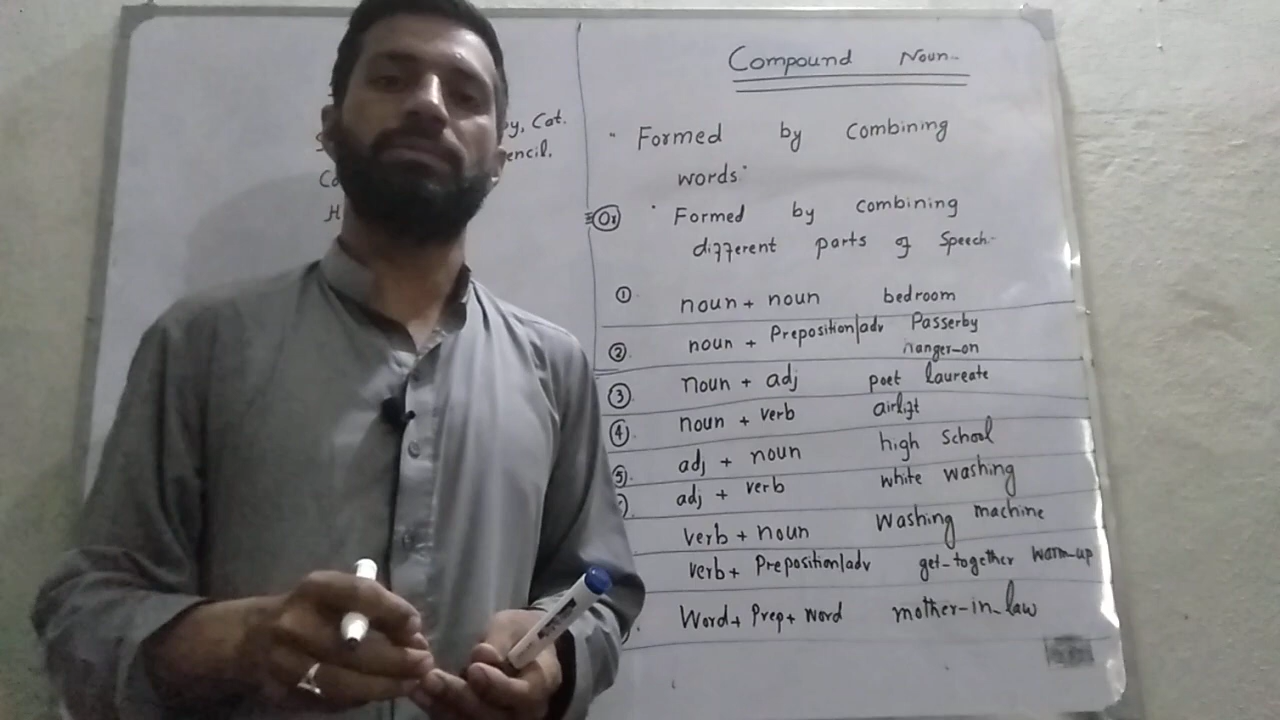 Cat.
Compound Noun
"Formed by Combining
words"
Or "Formed by combining
different parts of Speech.
① noun + noun bedroom
② noun + Preposition/adv Passerby
hanger-on
③ noun + adj poet laureate
④ noun + verb airlift
⑤ adj + noun high School
adj + verb white washing
verb + noun Washing machine
verb + Preposition/adv get-together warm-up
Word + Prep + word mother-in-law